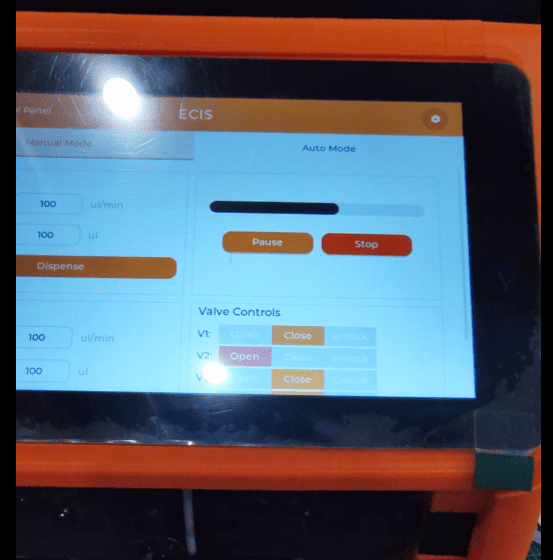 l Panel
ECIS
Manual Mode
Auto Mode
100 ul/min
100 ul
Dispense
Pause
Stop
100 ul/min
100 ul
Valve Controls
V1: Open Close Unlock
V2: Open Close Unlock
Close Unlock